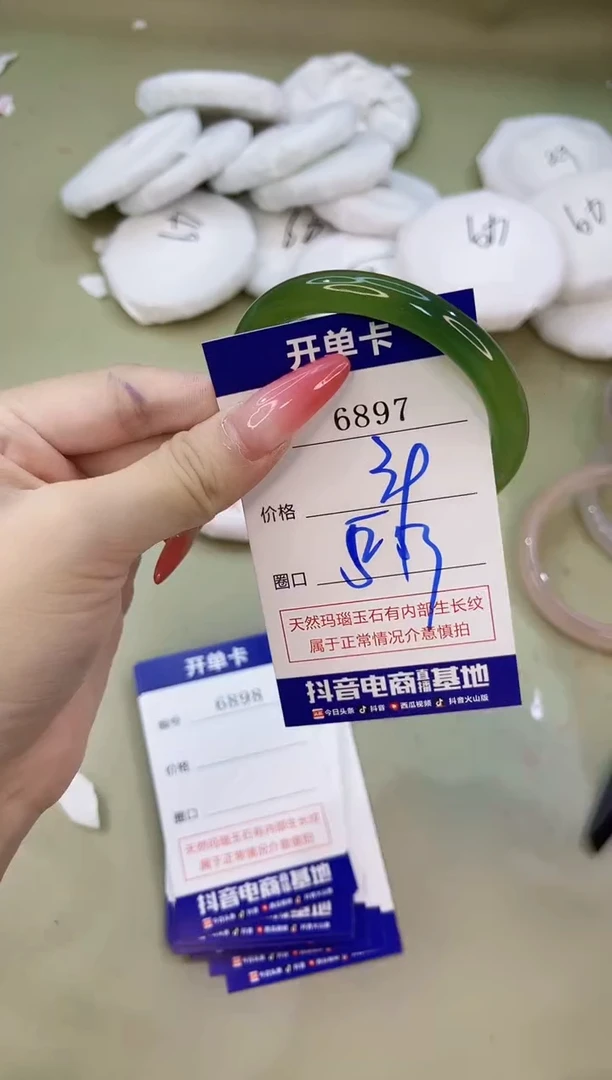 49
49
开单卡
6897
价格
圈口
天然玛瑙玉石有内部生长纹
属于正常情况介意慎拍
抖音电商直播基地
今日头条 抖音 西瓜视频 抖音火山版
开单卡
编号 6898
价格
圈口
天然玛瑙玉石有内部生长纹
属于正常情况介意慎拍
抖音电商直播基地